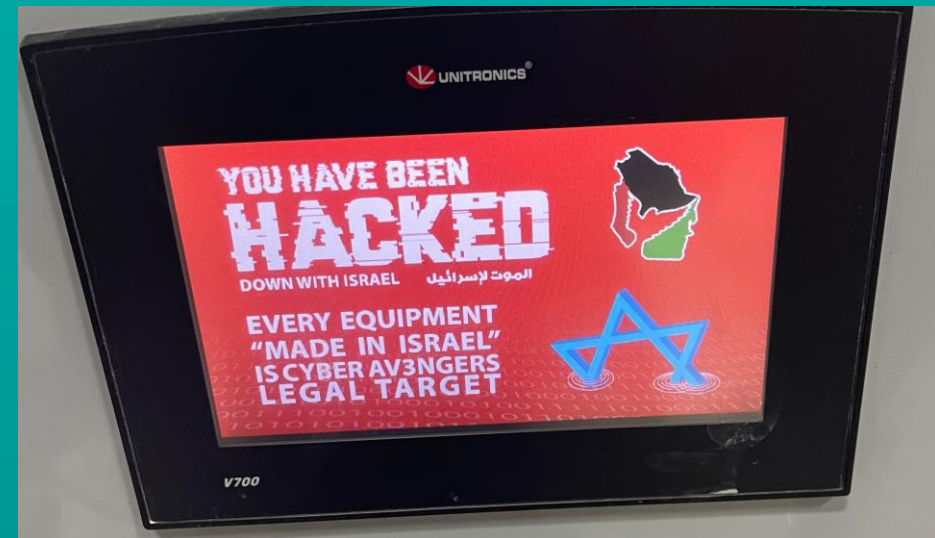 UNITRONICS®
YOU HAVE BEEN
HACKED
DOWN WITH ISRAEL الموت لإسرائيل
EVERY EQUIPMENT
"MADE IN ISRAEL"
IS CYBER AV3NGERS
LEGAL TARGET
V700